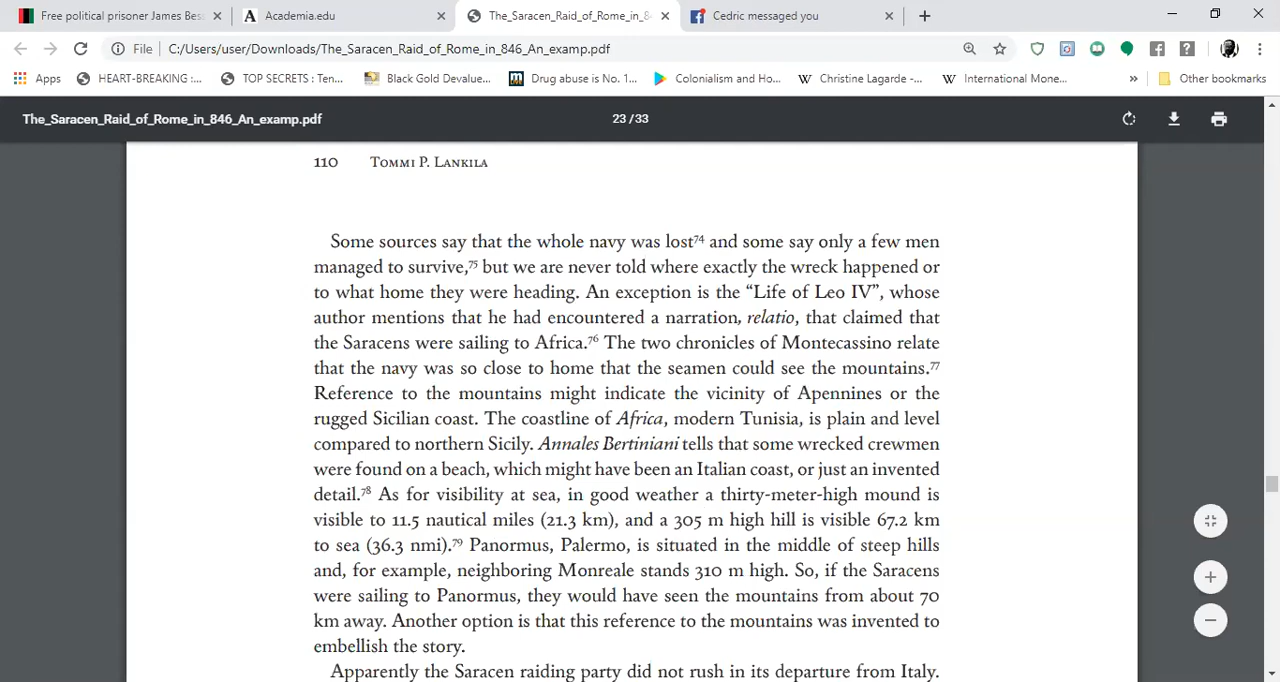 Free political prisoner James Bes
Academia.edu
The_Saracen_Raid_of_Rome_in_8
Cedric messaged you
File
C:/Users/user/Downloads/The_Saracen_Raid_of_Rome_in_846_An_examp.pdf
Apps
HEART-BREAKING :...
TOP SECRETS : Ten...
Black Gold Devalue...
Drug abuse is No. 1...
Colonialism and Ho...
Christine Lagarde -...
International Mone...
»
Other bookmarks
The_Saracen_Raid_of_Rome_in_846_An_examp.pdf
23 / 33
110 Tommi P. Lankila
Some sources say that the whole navy was lost⁷⁴ and some say only a few men
managed to survive,⁷⁵ but we are never told where exactly the wreck happened or
to what home they were heading. An exception is the “Life of Leo IV”, whose
author mentions that he had encountered a narration, relatio, that claimed that
the Saracens were sailing to Africa.⁷⁶ The two chronicles of Montecassino relate
that the navy was so close to home that the seamen could see the mountains.⁷⁷
Reference to the mountains might indicate the vicinity of Apennines or the
rugged Sicilian coast. The coastline of Africa, modern Tunisia, is plain and level
compared to northern Sicily. Annales Bertiniani tells that some wrecked crewmen
were found on a beach, which might have been an Italian coast, or just an invented
detail.⁷⁸ As for visibility at sea, in good weather a thirty-meter-high mound is
visible to 11.5 nautical miles (21.3 km), and a 305 m high hill is visible 67.2 km
to sea (36.3 nmi).⁷⁹ Panormus, Palermo, is situated in the middle of steep hills
and, for example, neighboring Monreale stands 310 m high. So, if the Saracens
were sailing to Panormus, they would have seen the mountains from about 70
km away. Another option is that this reference to the mountains was invented to
embellish the story.
Apparently the Saracen raiding party did not rush in its departure from Italy.